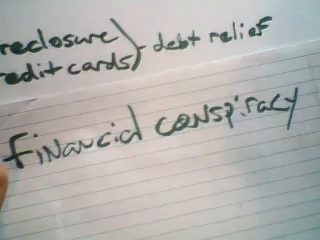 reclosure
redit cards} debt relief
financial conspiracy